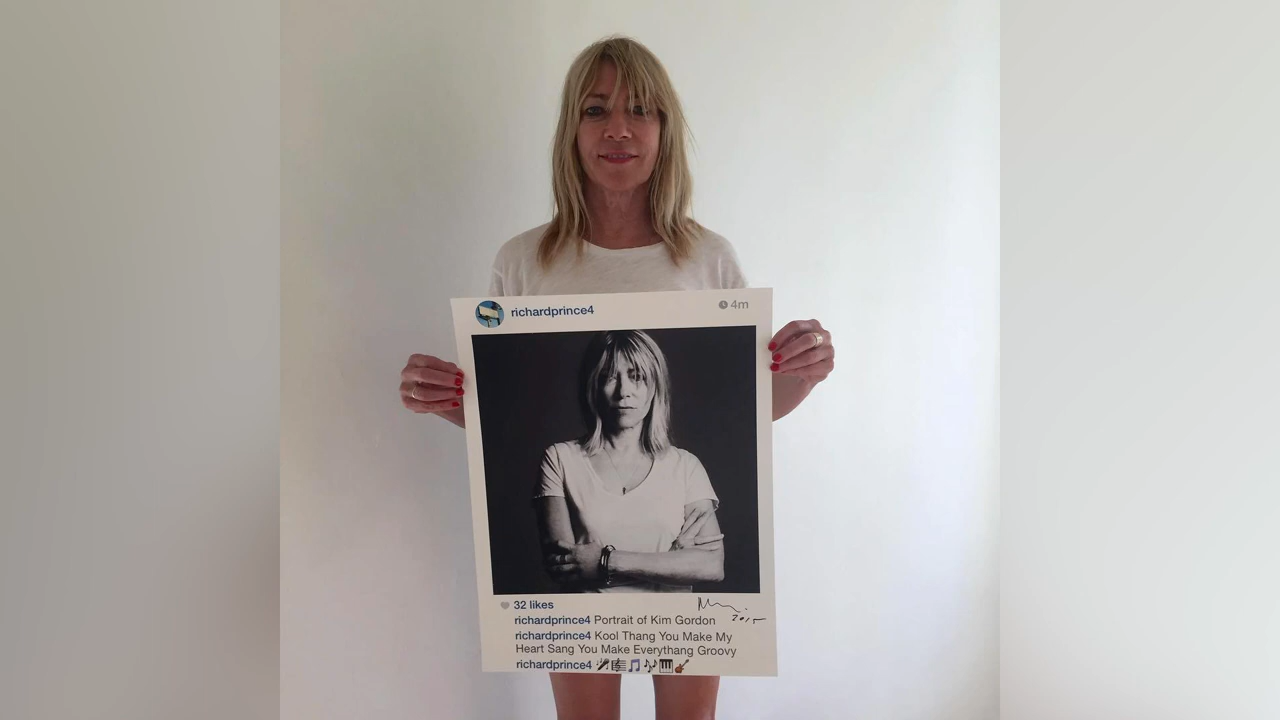 richardprince4
4m
32 likes
richardprince4 Portrait of Kim Gordon
2015
richardprince4 Kool Thang You Make My
Heart Sang You Make Everythang Groovy
richardprince4 🎤🎼🎵🎶🎹🎸